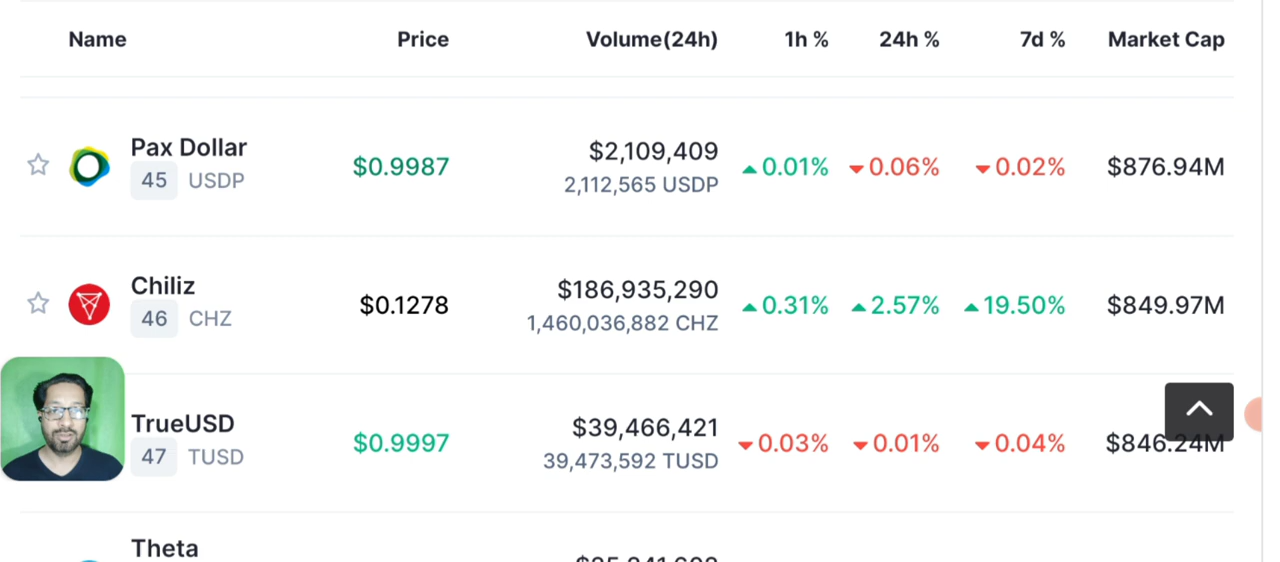 Name Price Volume(24h) 1h % 24h % 7d % Market Cap
Pax Dollar
45 USDP
$0.9987
$2,109,409
2,112,565 USDP
0.01% 0.06% 0.02% $876.94M
Chiliz
46 CHZ
$0.1278
$186,935,290
1,460,036,882 CHZ
0.31% 2.57% 19.50% $849.97M
TrueUSD
47 TUSD
$0.9997
$39,466,421
39,473,592 TUSD
0.03% 0.01% 0.04% $846.24M
Theta